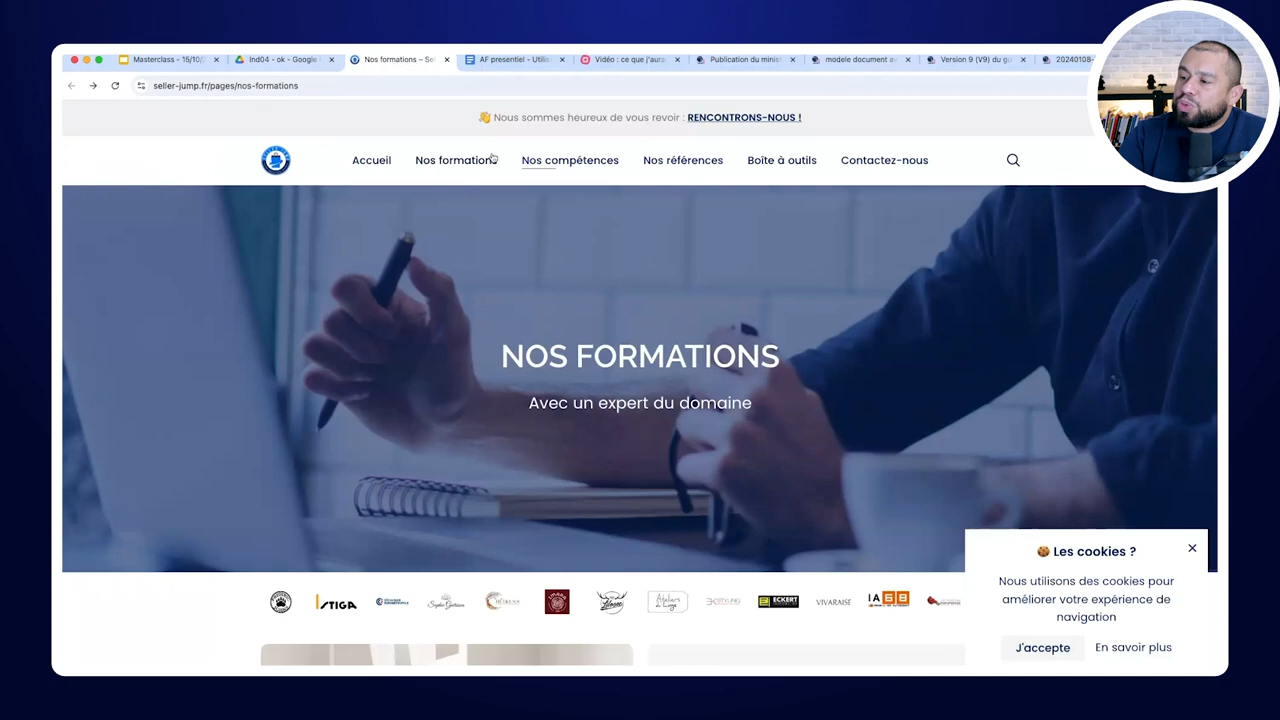 Masterclass - 15/10/
Ind04 - ok - Google
Nos formations – Se
AF presentiel - Utilis
Vidéo : ce que j'aura
Publication du minis
modele document a
Version 9 (V9) du gu
20240108-
seller-jump.fr/pages/nos-formations
👋 Nous sommes heureux de vous revoir : RENCONTRONS-NOUS !
Accueil
Nos formations
Nos compétences
Nos références
Boîte à outils
Contactez-nous
NOS FORMATIONS
Avec un expert du domaine
STIGA
ECKERT
VIVARAISE
IA68
🍪 Les cookies ?
Nous utilisons des cookies pour
améliorer votre expérience de
navigation
J'accepte
En savoir plus